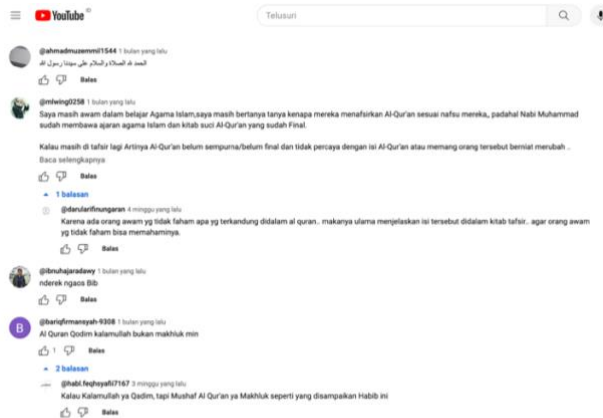 YouTube ID
Telusuri
@ahmadmuzemmil1544 1 bulan yang lalu
الحمد لله الصلاة والسلام على سيدنا رسول الله
Balas
@mlwing0258 1 bulan yang lalu
Saya masih awam dalam belajar Agama Islam,saya masih bertanya tanya kenapa mereka menafsirkan Al-Qur'an sesuai nafsu mereka,, padahal Nabi Muhammad
sudah membawa ajaran agama Islam dan kitab suci Al-Qur'an yang sudah Final.
Kalau masih di tafsir lagi Artinya Al-Qur'an belum sempurna/belum final dan tidak percaya dengan isi Al-Qur'an atau memang orang tersebut berniat merubah ..
Baca selengkapnya
Balas
1 balasan
@darularifinungaran 4 minggu yang lalu
Karena ada orang awam yg tidak faham apa yg terkandung didalam al quran.. makanya ulama menjelaskan isi tersebut didalam kitab tafsir.. agar orang awam
yg tidak faham bisa memahaminya.
Balas
@ibnuhajaradawy 1 bulan yang lalu
nderek ngaos Bib
Balas
B
@bariqfirmansyah-9308 1 bulan yang lalu
Al Quran Qodim kalamullah bukan makhluk min
1 Balas
2 balasan
@habl.feqhsyafii7167 3 minggu yang lalu
Kalau Kalamullah ya Qadim, tapi Mushaf Al Qur'an ya Makhluk seperti yang disampaikan Habib ini
Balas